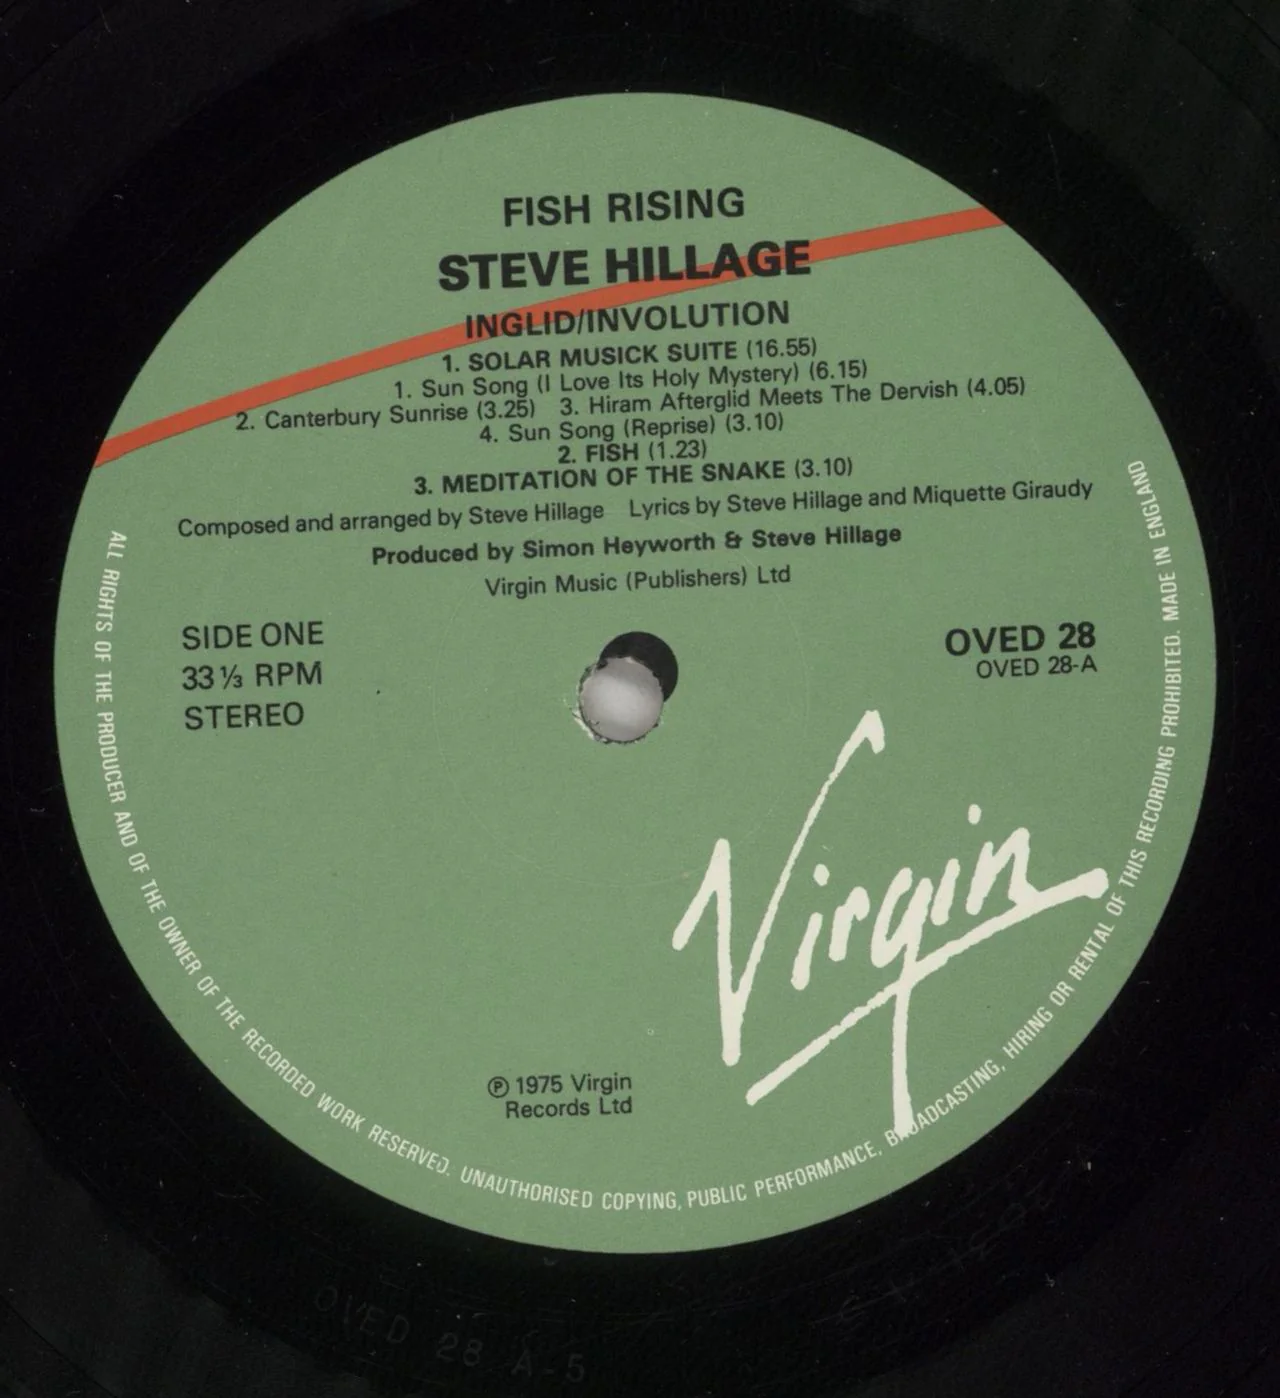 FISH RISING
STEVE HILLAGE
INGLID/INVOLUTION
1. SOLAR MUSICK SUITE (16.55)
1. Sun Song (I Love Its Holy Mystery) (6.15)
2. Canterbury Sunrise (3.25) 3. Hiram Afterglid Meets The Dervish (4.05)
4. Sun Song (Reprise) (3.10)
2. FISH (1.23)
3. MEDITATION OF THE SNAKE (3.10)
Composed and arranged by Steve Hillage Lyrics by Steve Hillage and Miquette Giraudy
Produced by Simon Heyworth & Steve Hillage
Virgin Music (Publishers) Ltd
SIDE ONE
33⅓ RPM
STEREO
OVED 28
OVED 28-A
Virgin
℗ 1975 Virgin
Records Ltd
ALL RIGHTS OF THE PRODUCER AND OF THE OWNER OF THE RECORDED WORK RESERVED. UNAUTHORISED COPYING, PUBLIC PERFORMANCE, BROADCASTING, HIRING OR RENTAL OF THIS RECORDING PROHIBITED. MADE IN ENGLAND
OVED 28 A-5